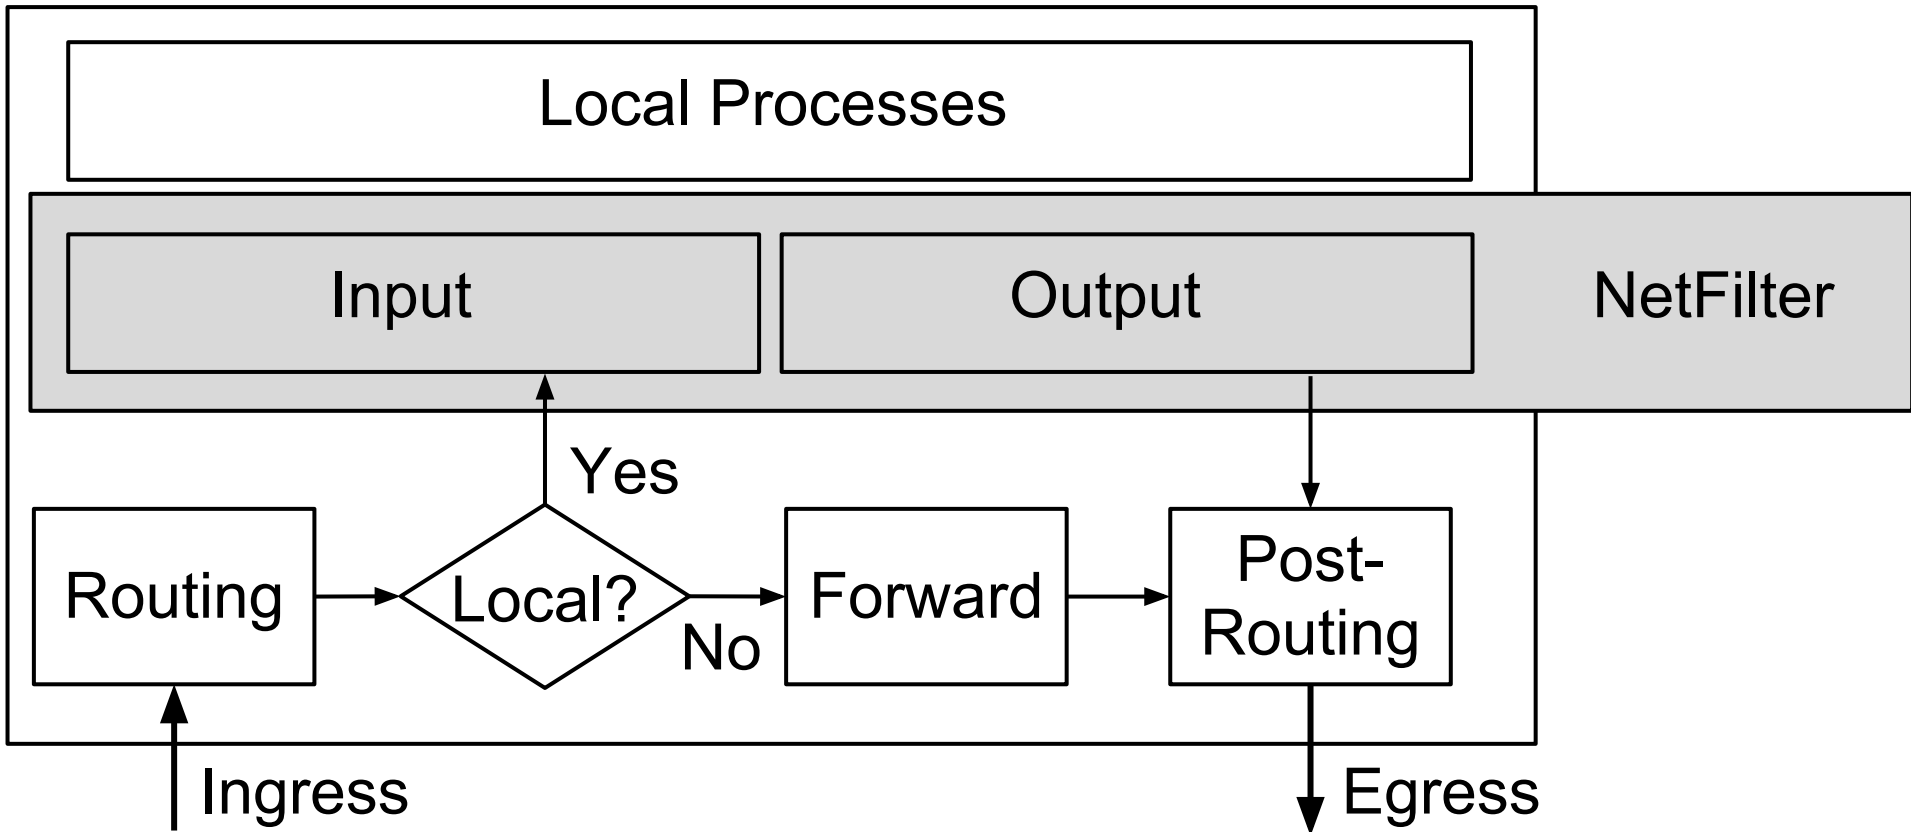 Local Processes
Input
Output
NetFilter
Yes
Routing
Local?
No
Forward
Post-
Routing
Ingress
Egress